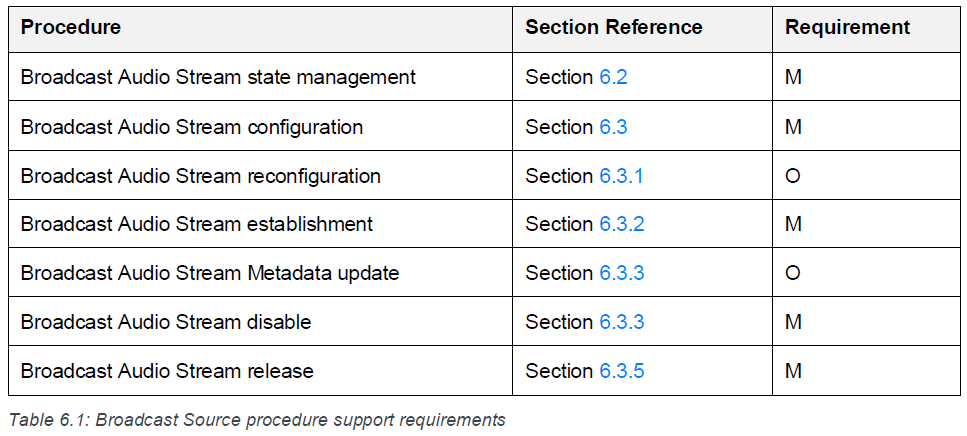 Procedure Section Reference Requirement
Broadcast Audio Stream state management Section 6.2 M
Broadcast Audio Stream configuration Section 6.3 M
Broadcast Audio Stream reconfiguration Section 6.3.1 O
Broadcast Audio Stream establishment Section 6.3.2 M
Broadcast Audio Stream Metadata update Section 6.3.3 O
Broadcast Audio Stream disable Section 6.3.3 M
Broadcast Audio Stream release Section 6.3.5 M
Table 6.1: Broadcast Source procedure support requirements